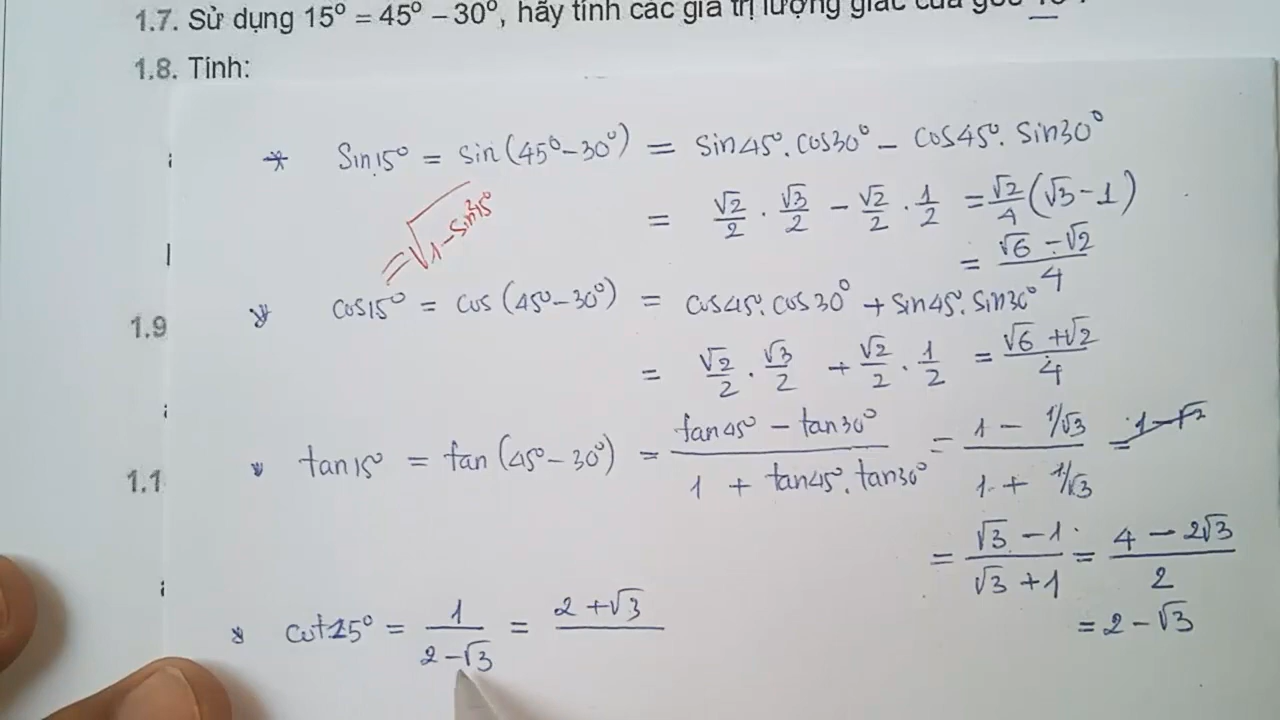 1.7. Sử dụng 15° = 45° – 30°, hãy tính các giá trị lượng giác của góc
1.8. Tính:
* Sin15° = sin(45° – 30°) = sin45°. cos30° – cos45°. sin30°
= √2/2 . √3/2 – √2/2 . 1/2 = √2/4 (√3 – 1)
= √(1 – sin²15°)
= (√6 – √2)/4
* cos15° = cos(45° – 30°) = cos45°. cos30° + sin45°. sin30°
1.9
= √2/2 . √3/2 + √2/2 . 1/2 = (√6 + √2)/4
* tan15° = tan(45° – 30°) = (tan45° – tan30°)/(1 + tan45°. tan30°) = (1 – 1/√3)/(1 + 1/√3) =
1.1
= (√3 – 1)/(√3 + 1) = (4 – 2√3)/2
= 2 – √3
* cot15° = 1/(2 – √3) = 2 + √3